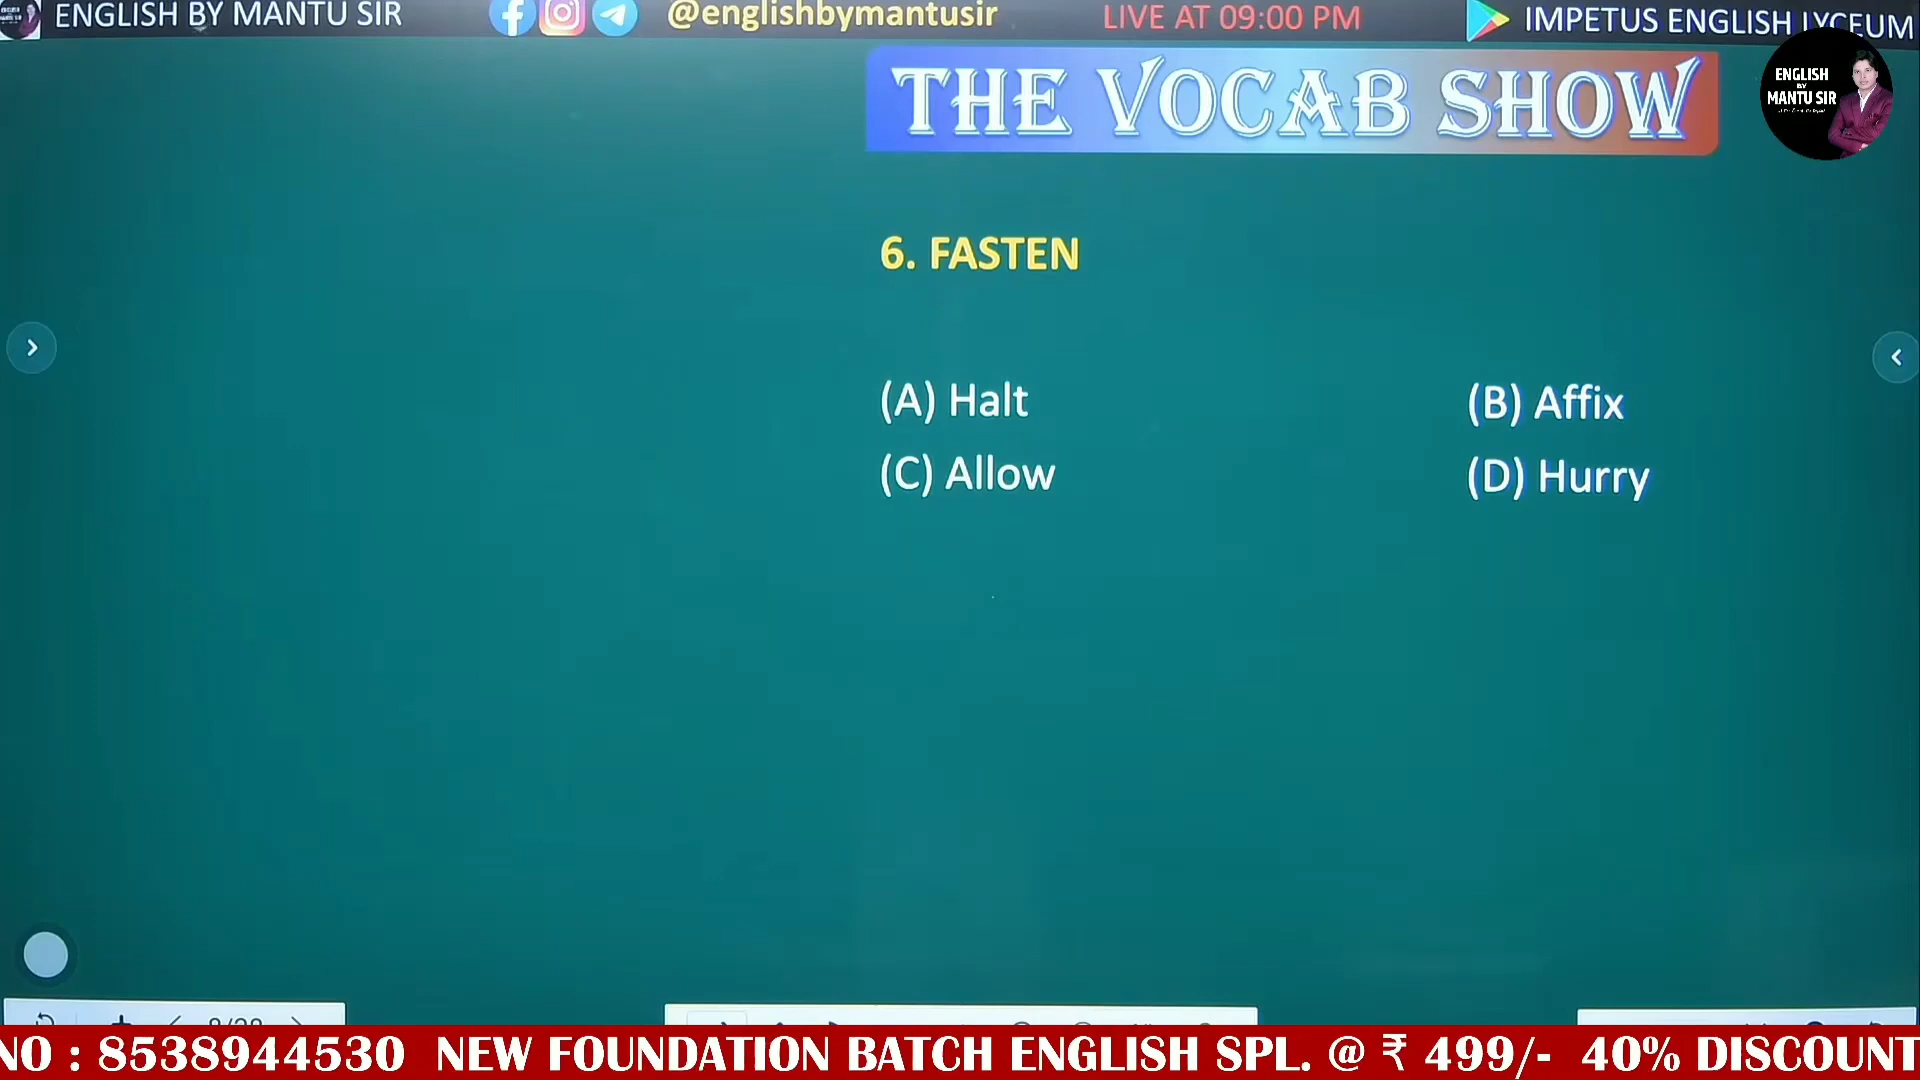 ENGLISH BY MANTU SIR @englishbymantusir LIVE AT 09:00 PM IMPETUS ENGLISH LYCEUM
THE VOCAB SHOW
ENGLISH
BY
MANTU SIR
6. FASTEN
(A) Halt (B) Affix
(C) Allow (D) Hurry
NO : 8538944530 NEW FOUNDATION BATCH ENGLISH SPL. @ ₹ 499/- 40% DISCOUNT